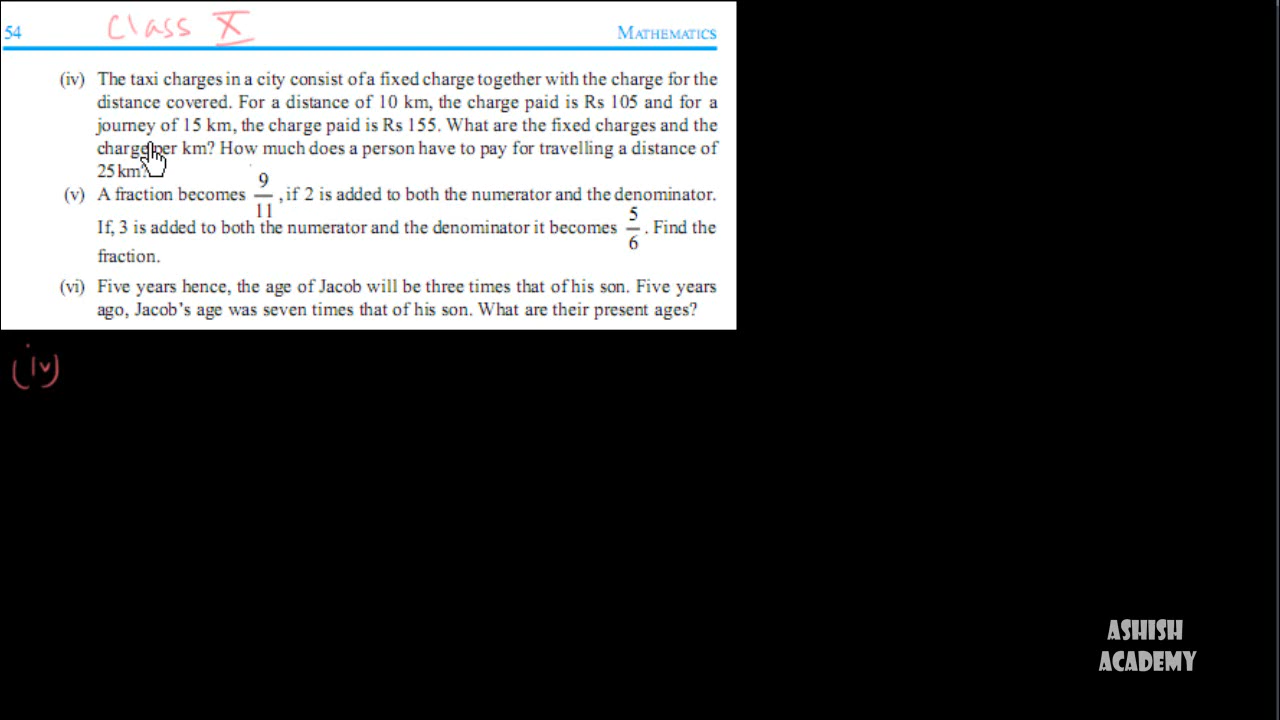 54 Class X MATHEMATICS
(iv) The taxi charges in a city consist of a fixed charge together with the charge for the
distance covered. For a distance of 10 km, the charge paid is Rs 105 and for a
journey of 15 km, the charge paid is Rs 155. What are the fixed charges and the
charge per km? How much does a person have to pay for travelling a distance of
25 km?
(v) A fraction becomes 9/11, if 2 is added to both the numerator and the denominator.
If, 3 is added to both the numerator and the denominator it becomes 5/6. Find the
fraction.
(vi) Five years hence, the age of Jacob will be three times that of his son. Five years
ago, Jacob's age was seven times that of his son. What are their present ages?
(iv)
ASHISH
ACADEMY